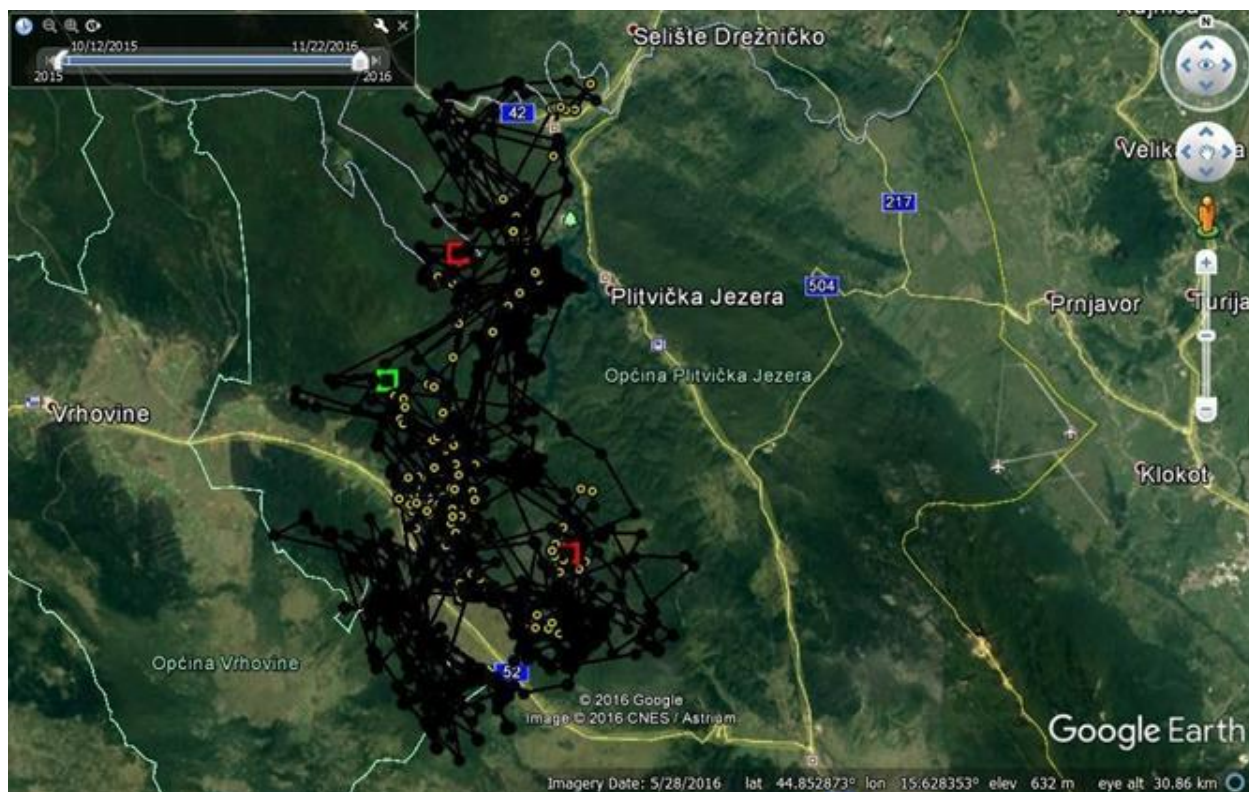 10/12/2015 11/22/2016
2015 2016
N
Selište Drežničko
42
217
Plitvička Jezera
504
Prnjavor
Turija
Općina Plitvička Jezera
Vrhovine
Klokot
Općina Vrhovine
52
© 2016 Google
Image © 2016 CNES / Astrium
Google Earth
Imagery Date: 5/28/2016 lat 44.852873° lon 15.628353° elev 632 m eye alt 30.86 km